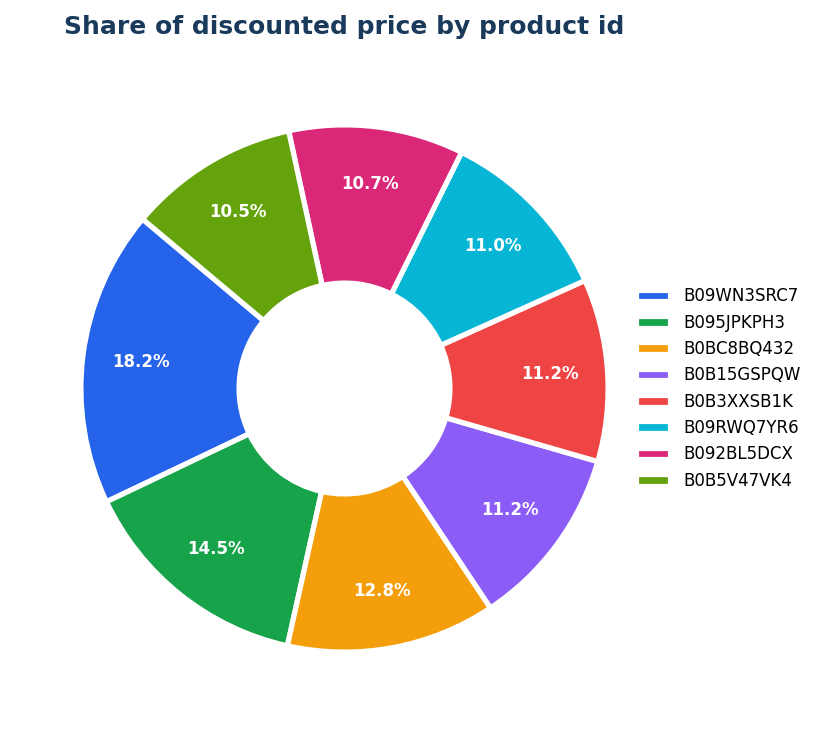 Share of discounted price by product id
10.7%
10.5%
11.0%
18.2%
11.2%
14.5%
11.2%
12.8%
B09WN3SRC7
B095JPKPH3
B0BC8BQ432
B0B15GSPQW
B0B3XXSB1K
B09RWQ7YR6
B092BL5DCX
B0B5V47VK4